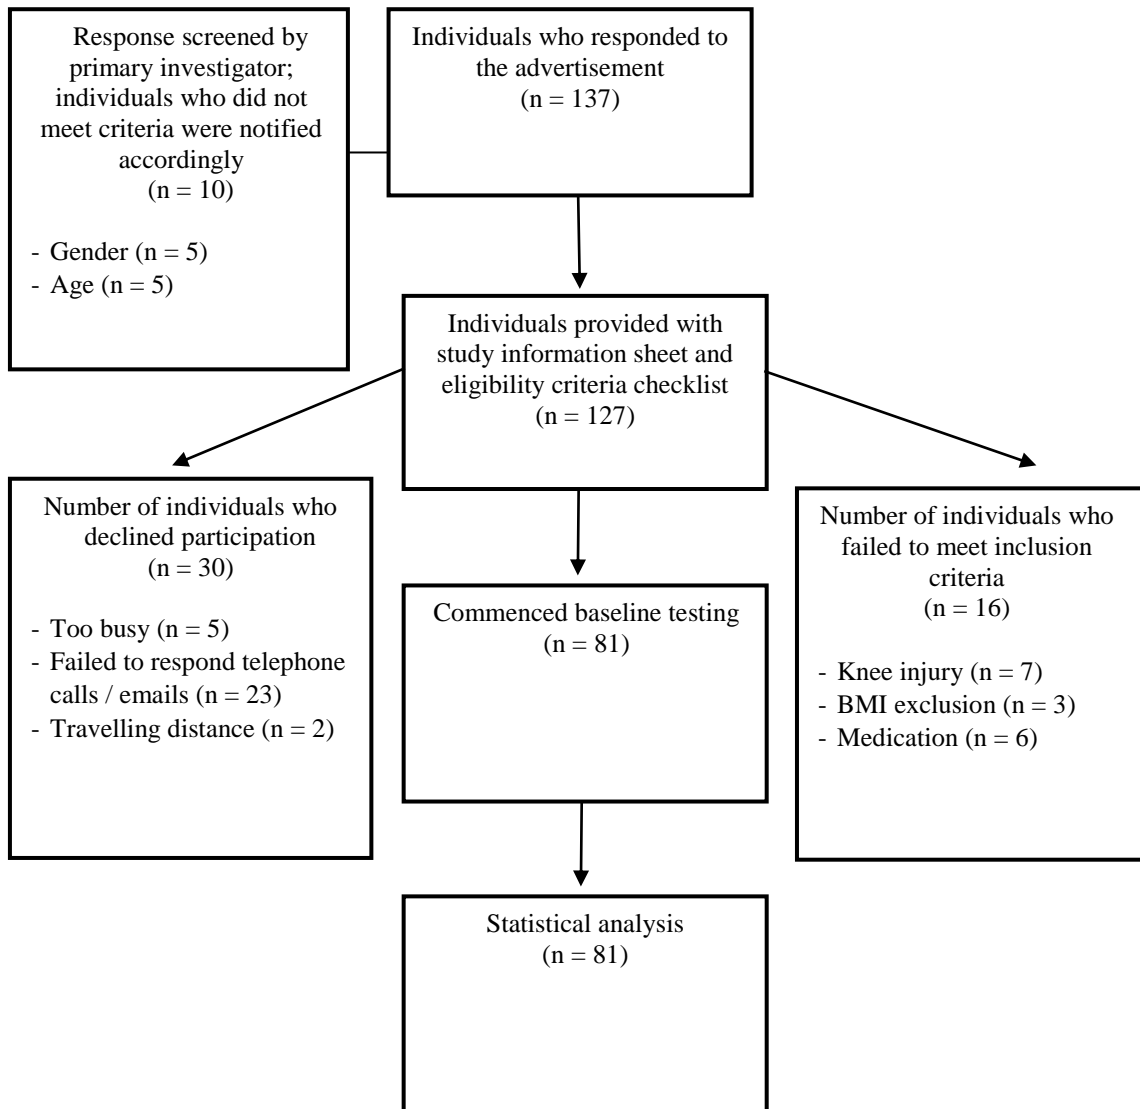 Response screened by
primary investigator;
individuals who did not
meet criteria were notified
accordingly
(n = 10)
- Gender (n = 5)
- Age (n = 5)
Individuals who responded to
the advertisement
(n = 137)
Individuals provided with
study information sheet and
eligibility criteria checklist
(n = 127)
Number of individuals who
declined participation
(n = 30)
- Too busy (n = 5)
- Failed to respond telephone
calls / emails (n = 23)
- Travelling distance (n = 2)
Commenced baseline testing
(n = 81)
Number of individuals who
failed to meet inclusion
criteria
(n = 16)
- Knee injury (n = 7)
- BMI exclusion (n = 3)
- Medication (n = 6)
Statistical analysis
(n = 81)